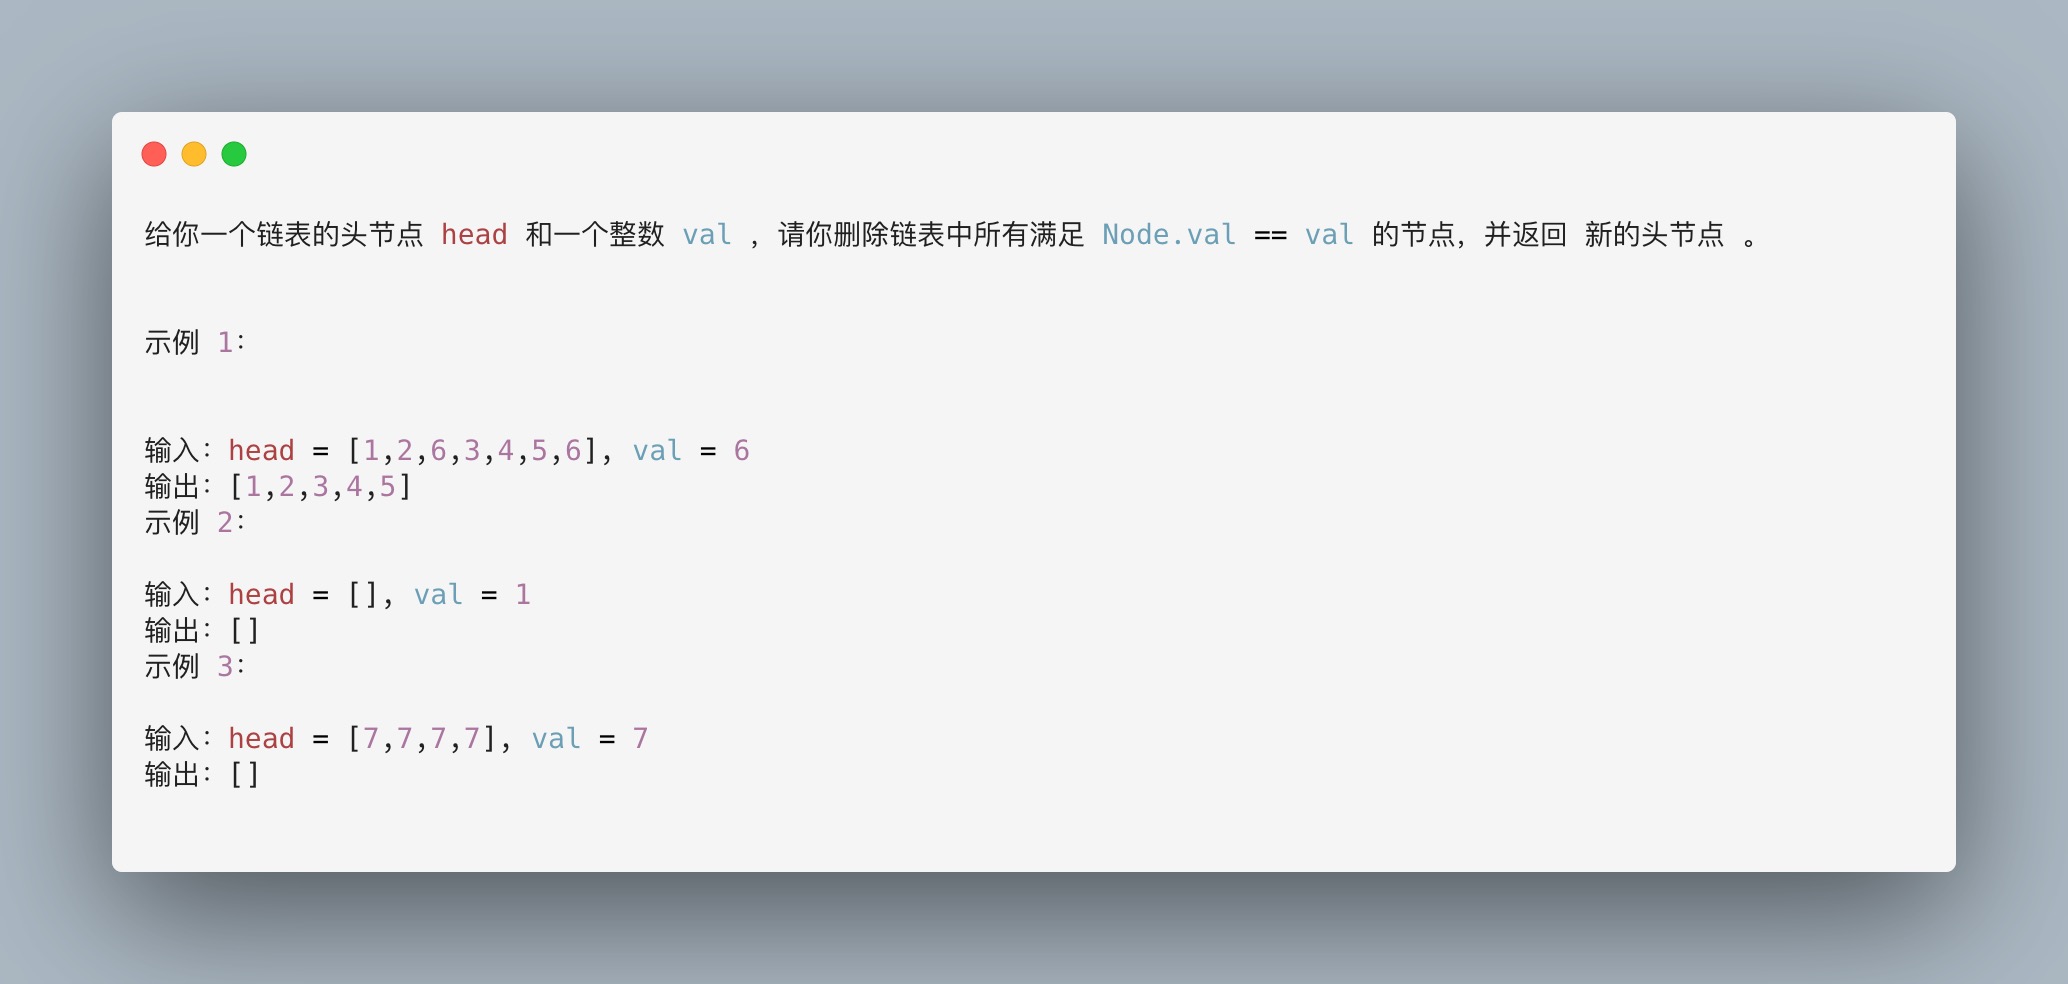 给你一个链表的头节点 head 和一个整数 val ，请你删除链表中所有满足 Node.val == val 的节点，并返回 新的头节点 。
示例 1：
输入：head = [1,2,6,3,4,5,6], val = 6
输出：[1,2,3,4,5]
示例 2：
输入：head = [], val = 1
输出：[]
示例 3：
输入：head = [7,7,7,7], val = 7
输出：[]